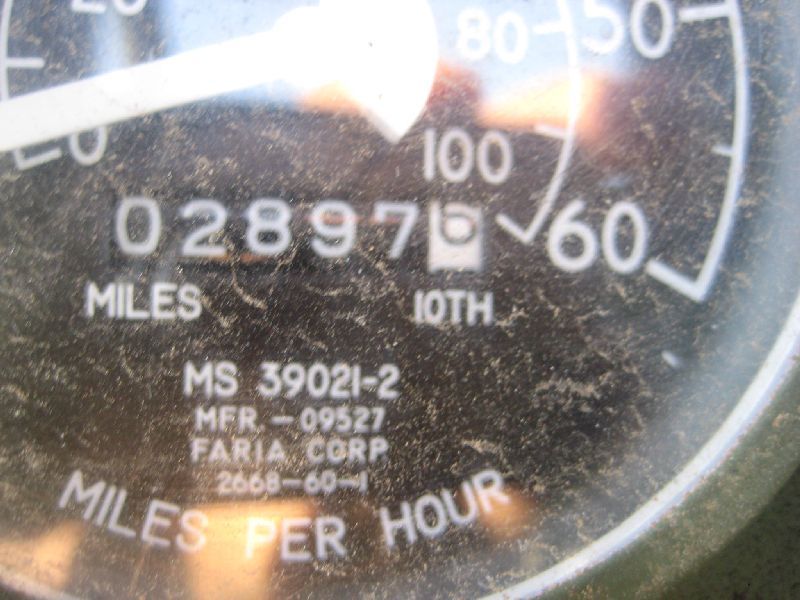 20
80
50
0
100
02897
60
MILES
10TH
MS 39021-2
MFR.-09527
FARIA CORP
2668-60-1
MILES PER HOUR